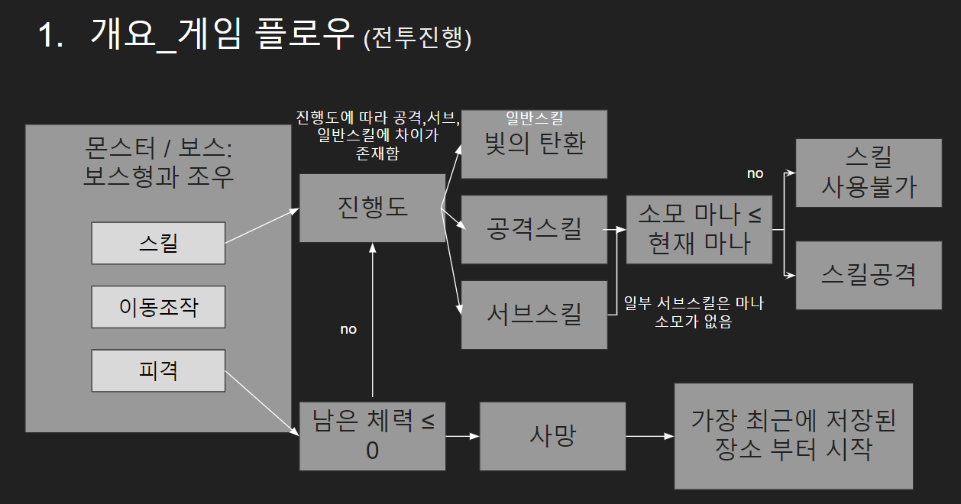 1. 개요_게임 플로우 (전투진행)
몬스터 / 보스:
보스형과 조우
스킬
이동조작
피격
진행도에 따라 공격,서브,
일반스킬에 차이가
존재함
진행도
일반스킬
빛의 탄환
공격스킬
서브스킬
소모 마나 ≤
현재 마나
일부 서브스킬은 마나
소모가 없음
no
스킬
사용불가
스킬공격
no
남은 체력 ≤
0
사망
가장 최근에 저장된
장소 부터 시작